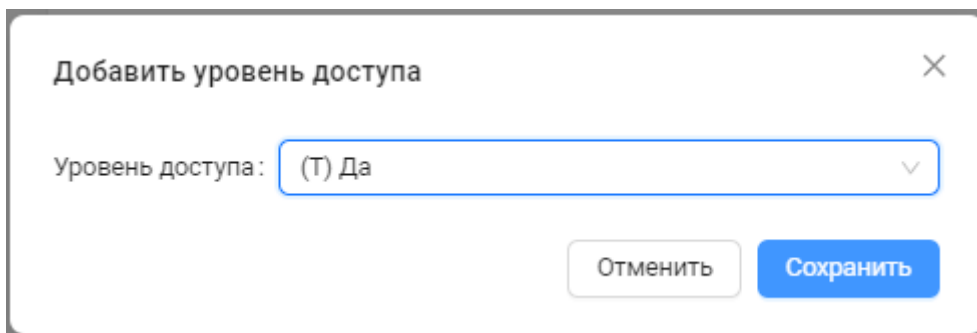 Добавить уровень доступа
Уровень доступа: (Т) Да
Отменить Сохранить